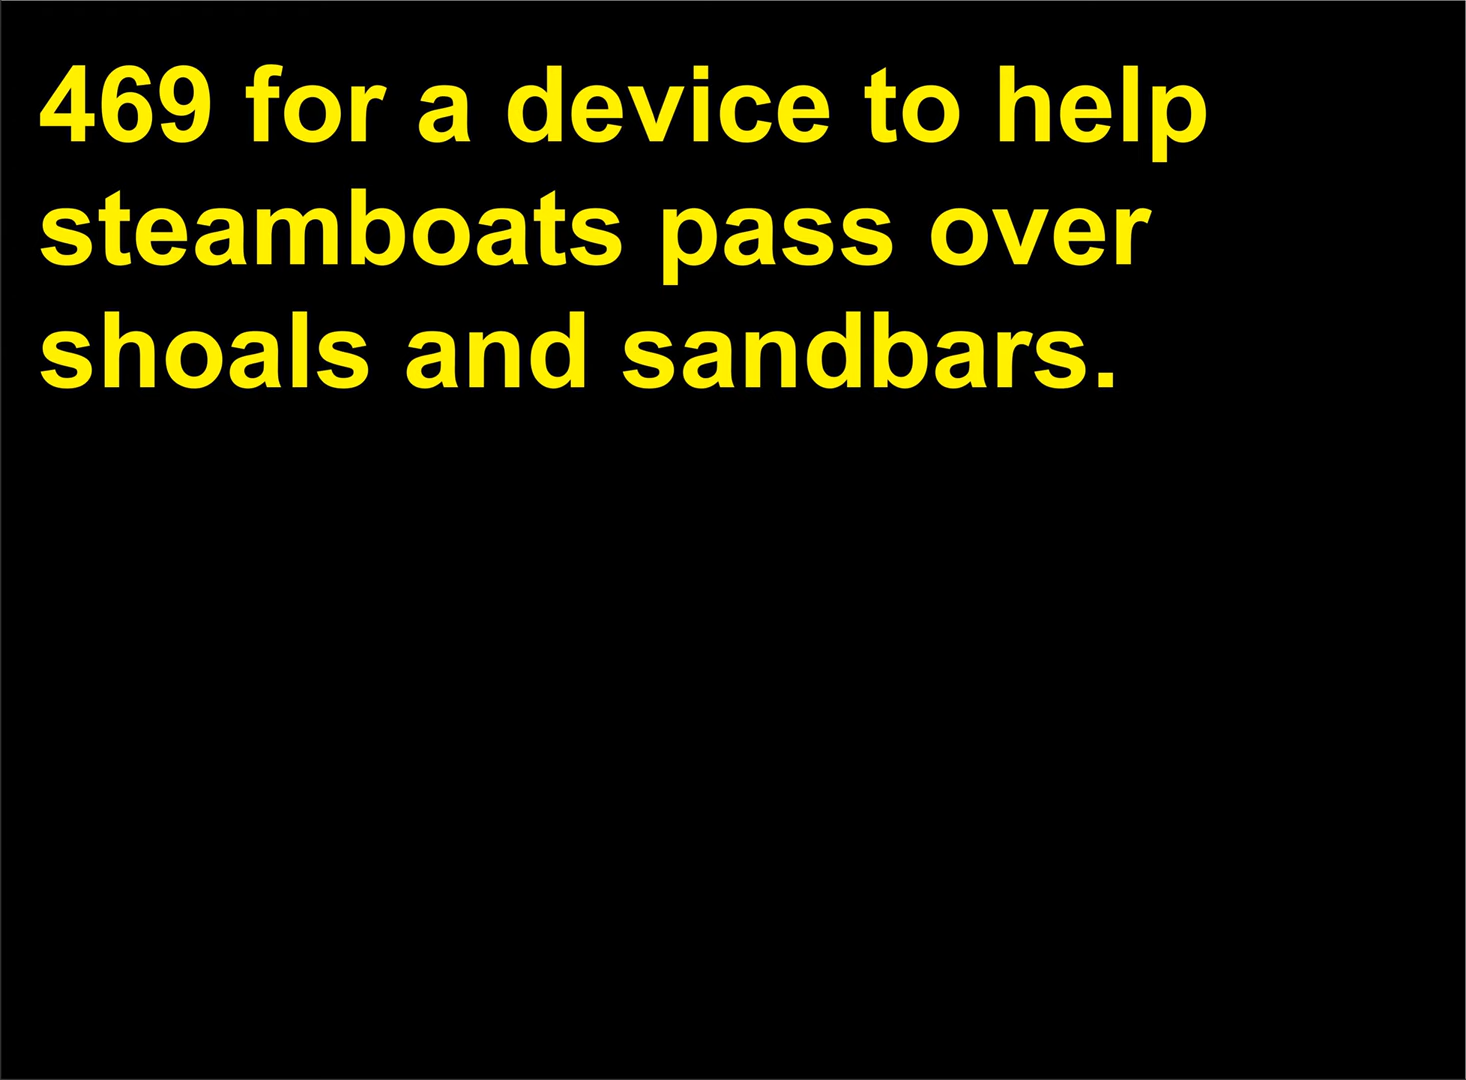 469 for a device to help
steamboats pass over
shoals and sandbars.